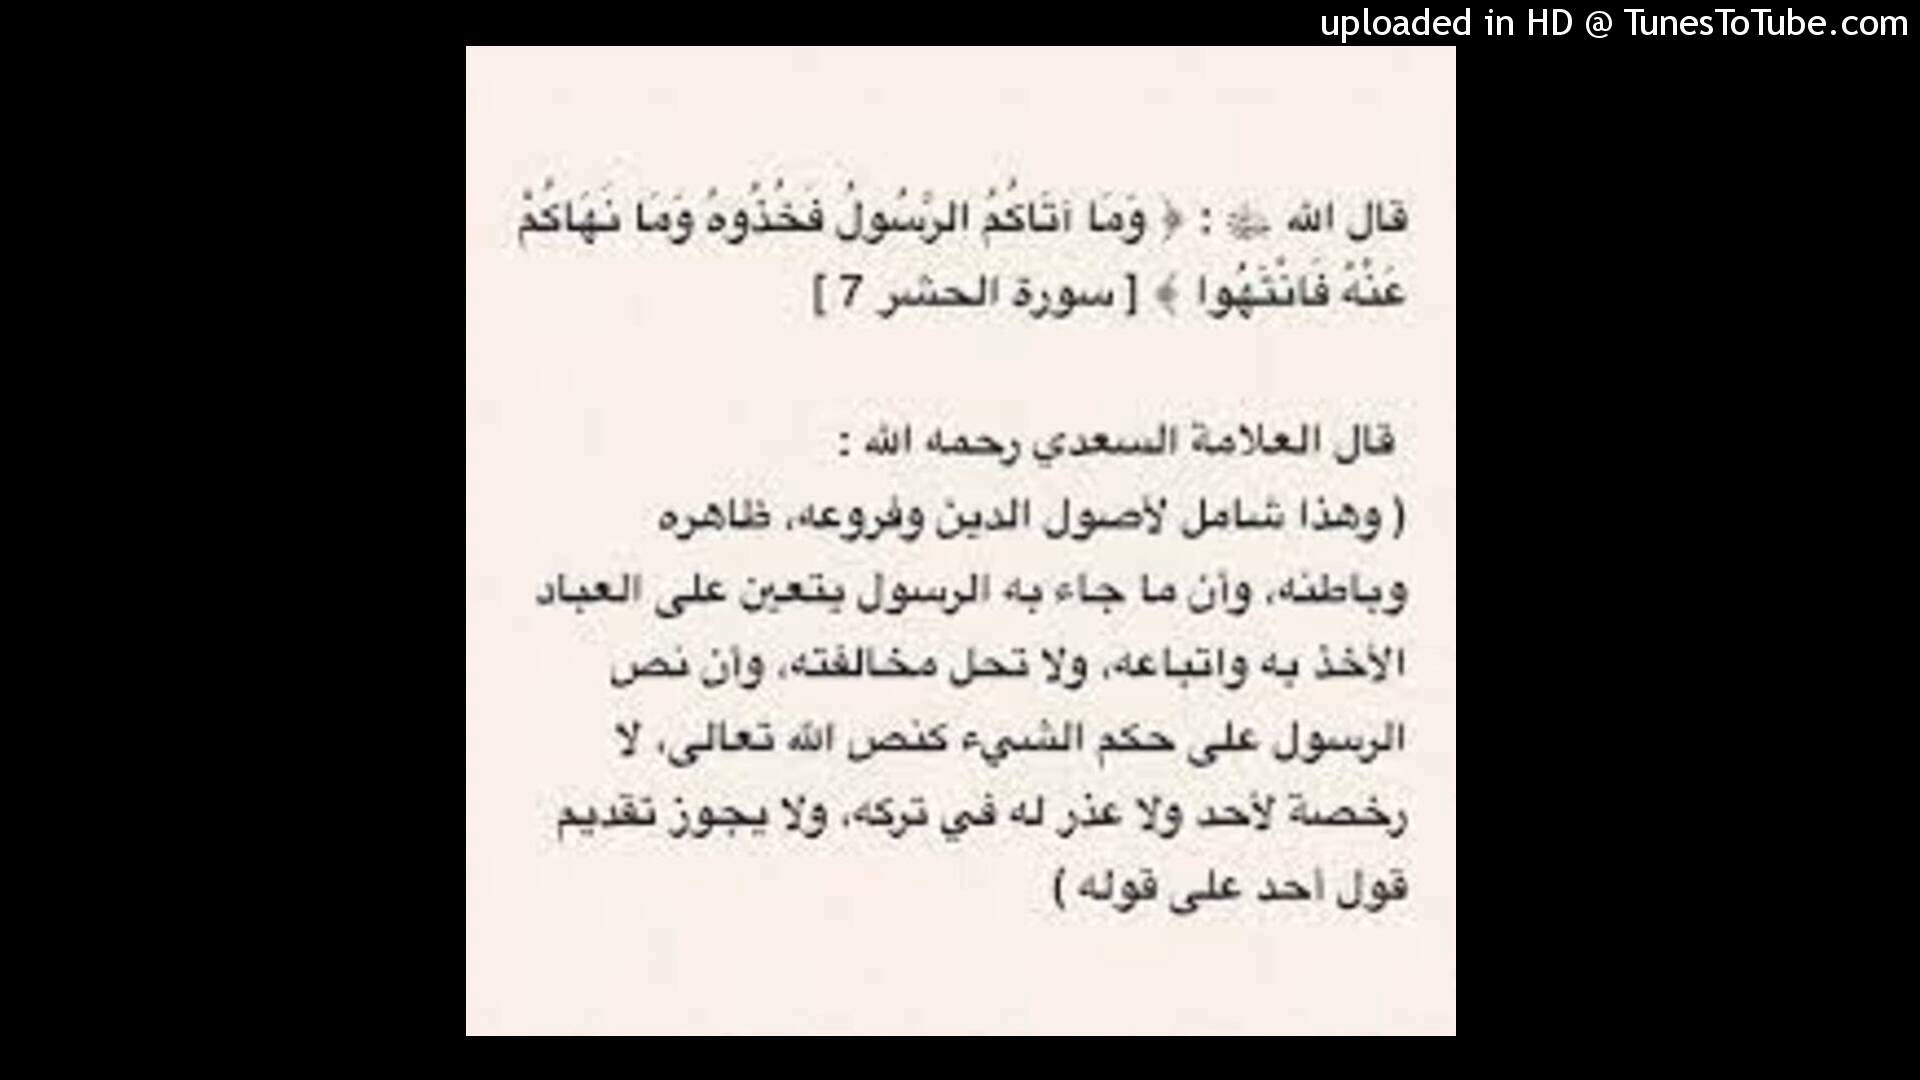 uploaded in HD @ TunesToTube.com
قال الله ﷻ : ﴿ وَمَا آتَاكُمُ الرَّسُولُ فَخُذُوهُ وَمَا نَهَاكُمْ
عَنْهُ فَانْتَهُوا ﴾ [ سورة الحشر 7 ]
قال العلامة السعدي رحمه الله :
( وهذا شامل لأصول الدين وفروعه، ظاهره
وباطنه، وأن ما جاء به الرسول يتعين على العباد
الأخذ به واتباعه، ولا تحل مخالفته، وأن نص
الرسول على حكم الشيء كنص الله تعالى، لا
رخصة لأحد ولا عذر له في تركه، ولا يجوز تقديم
قول أحد على قوله )